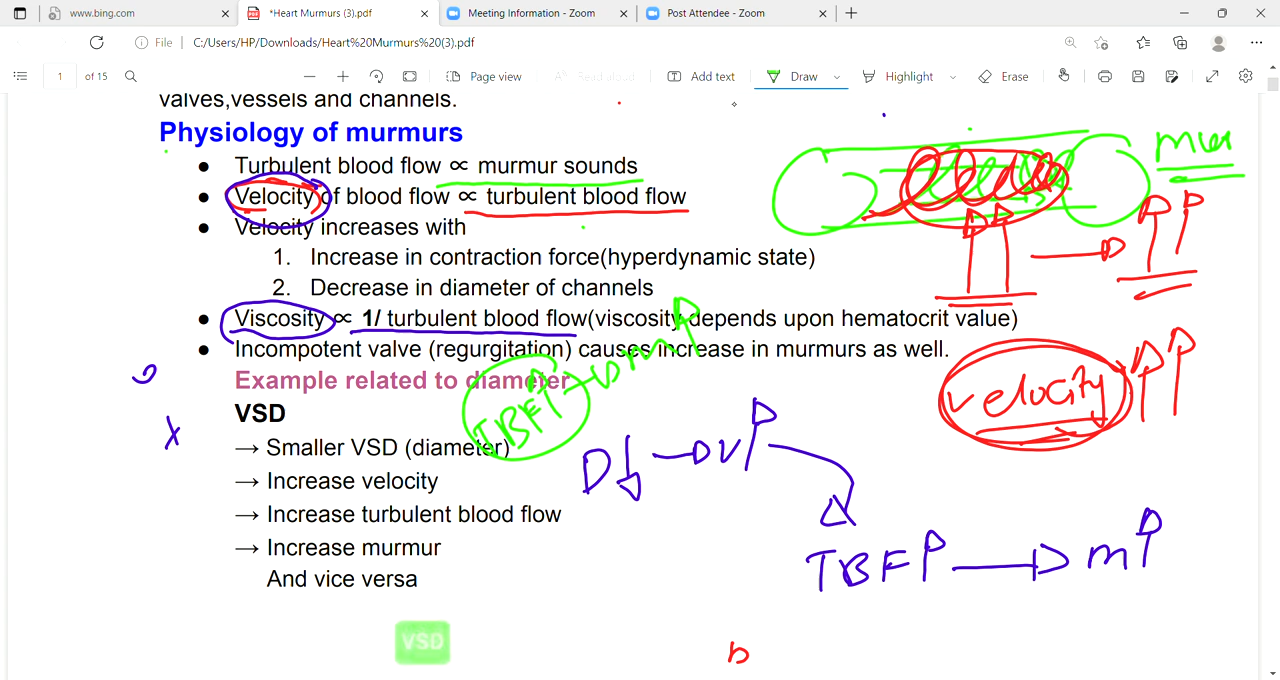 www.bing.com
*Heart Murmurs (3).pdf
Meeting Information - Zoom
Post Attendee - Zoom
File
C:/Users/HP/Downloads/Heart%20Murmurs%20(3).pdf
1 of 15
Page view
Read aloud
Add text
Draw
Highlight
Erase
valves,vessels and channels.
Physiology of murmurs
● Turbulent blood flow ∝ murmur sounds
● Velocity of blood flow ∝ turbulent blood flow
● Velocity increases with
1. Increase in contraction force(hyperdynamic state)
2. Decrease in diameter of channels
● Viscosity ∝ 1/ turbulent blood flow(viscosity depends upon hematocrit value)
● Incompotent valve (regurgitation) causes increase in murmurs as well.
Example related to diameter
VSD
→ Smaller VSD (diameter)
→ Increase velocity
→ Increase turbulent blood flow
→ Increase murmur
And vice versa
VSD
mur
velocity ↑↑
TBF↑ → m↑
D↓ → V↑
TBF↑ → m↑